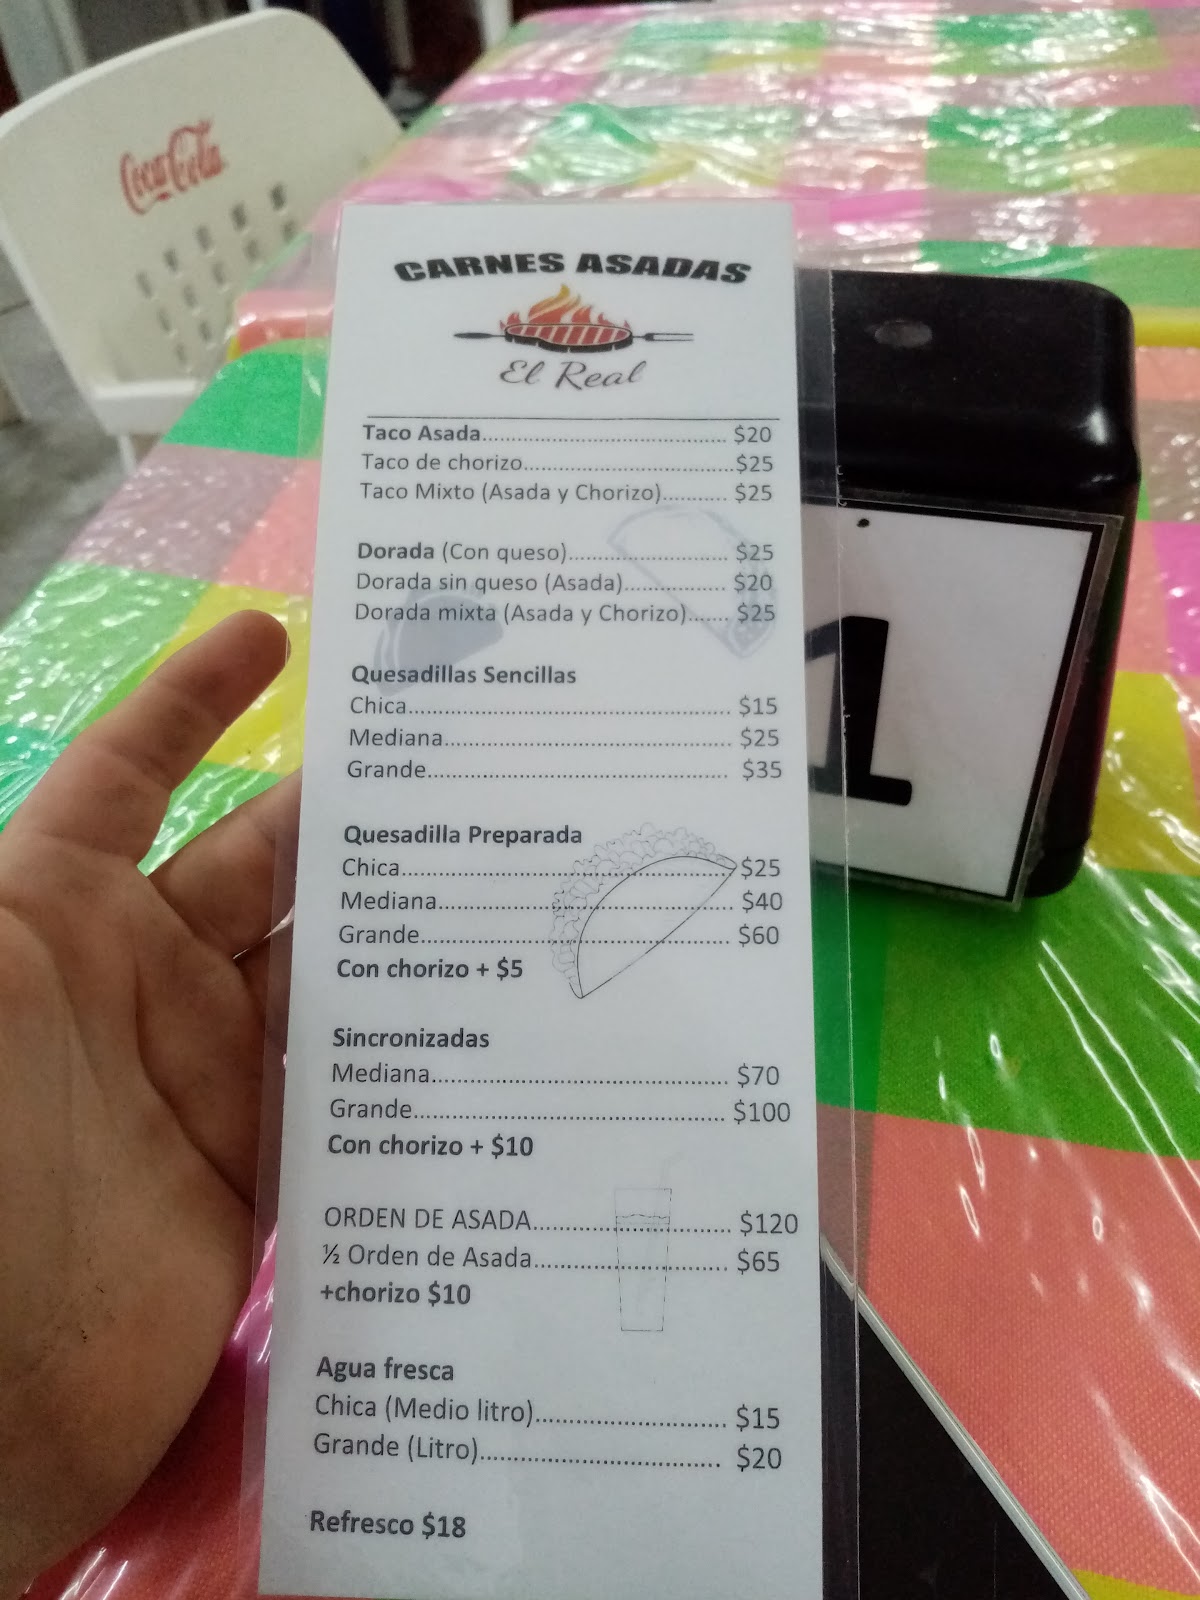 Coca-Cola
CARNES ASADAS
El Real
Taco Asada........................................ $20
Taco de chorizo...................................$25
Taco Mixto (Asada y Chorizo)........... $25
Dorada (Con queso)........................... $25
Dorada sin queso (Asada)................. $20
Dorada mixta (Asada y Chorizo)....... $25
Quesadillas Sencillas
Chica.................................................... $15
Mediana.............................................. $25
Grande................................................ $35
Quesadilla Preparada
Chica....................................................$25
Mediana.............................................. $40
Grande................................................ $60
Con chorizo + $5
Sincronizadas
Mediana.............................................. $70
Grande................................................ $100
Con chorizo + $10
ORDEN DE ASADA............................. $120
½ Orden de Asada............................. $65
+chorizo $10
Agua fresca
Chica (Medio litro)............................ $15
Grande (Litro).................................. $20
Refresco $18
1